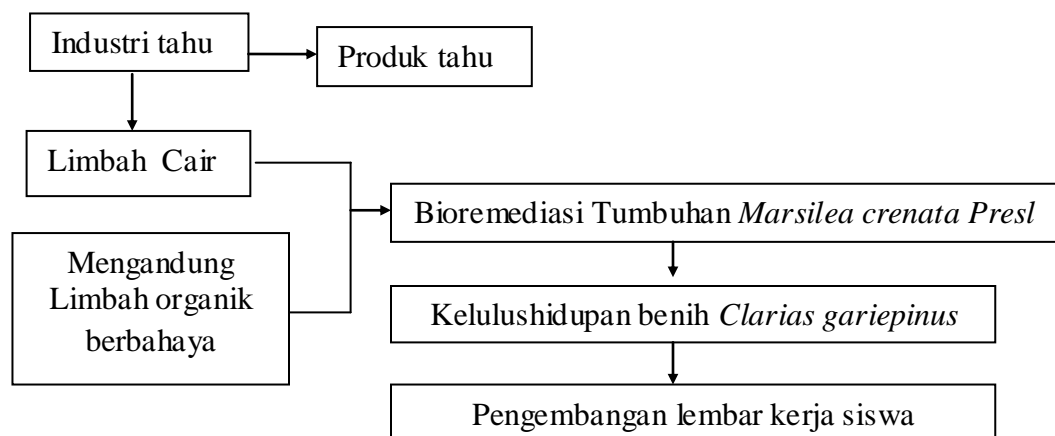 Industri tahu
Produk tahu
Limbah Cair
Bioremediasi Tumbuhan Marsilea crenata Presl
Mengandung
Limbah organik
berbahaya
Kelulushidupan benih Clarias gariepinus
Pengembangan lembar kerja siswa